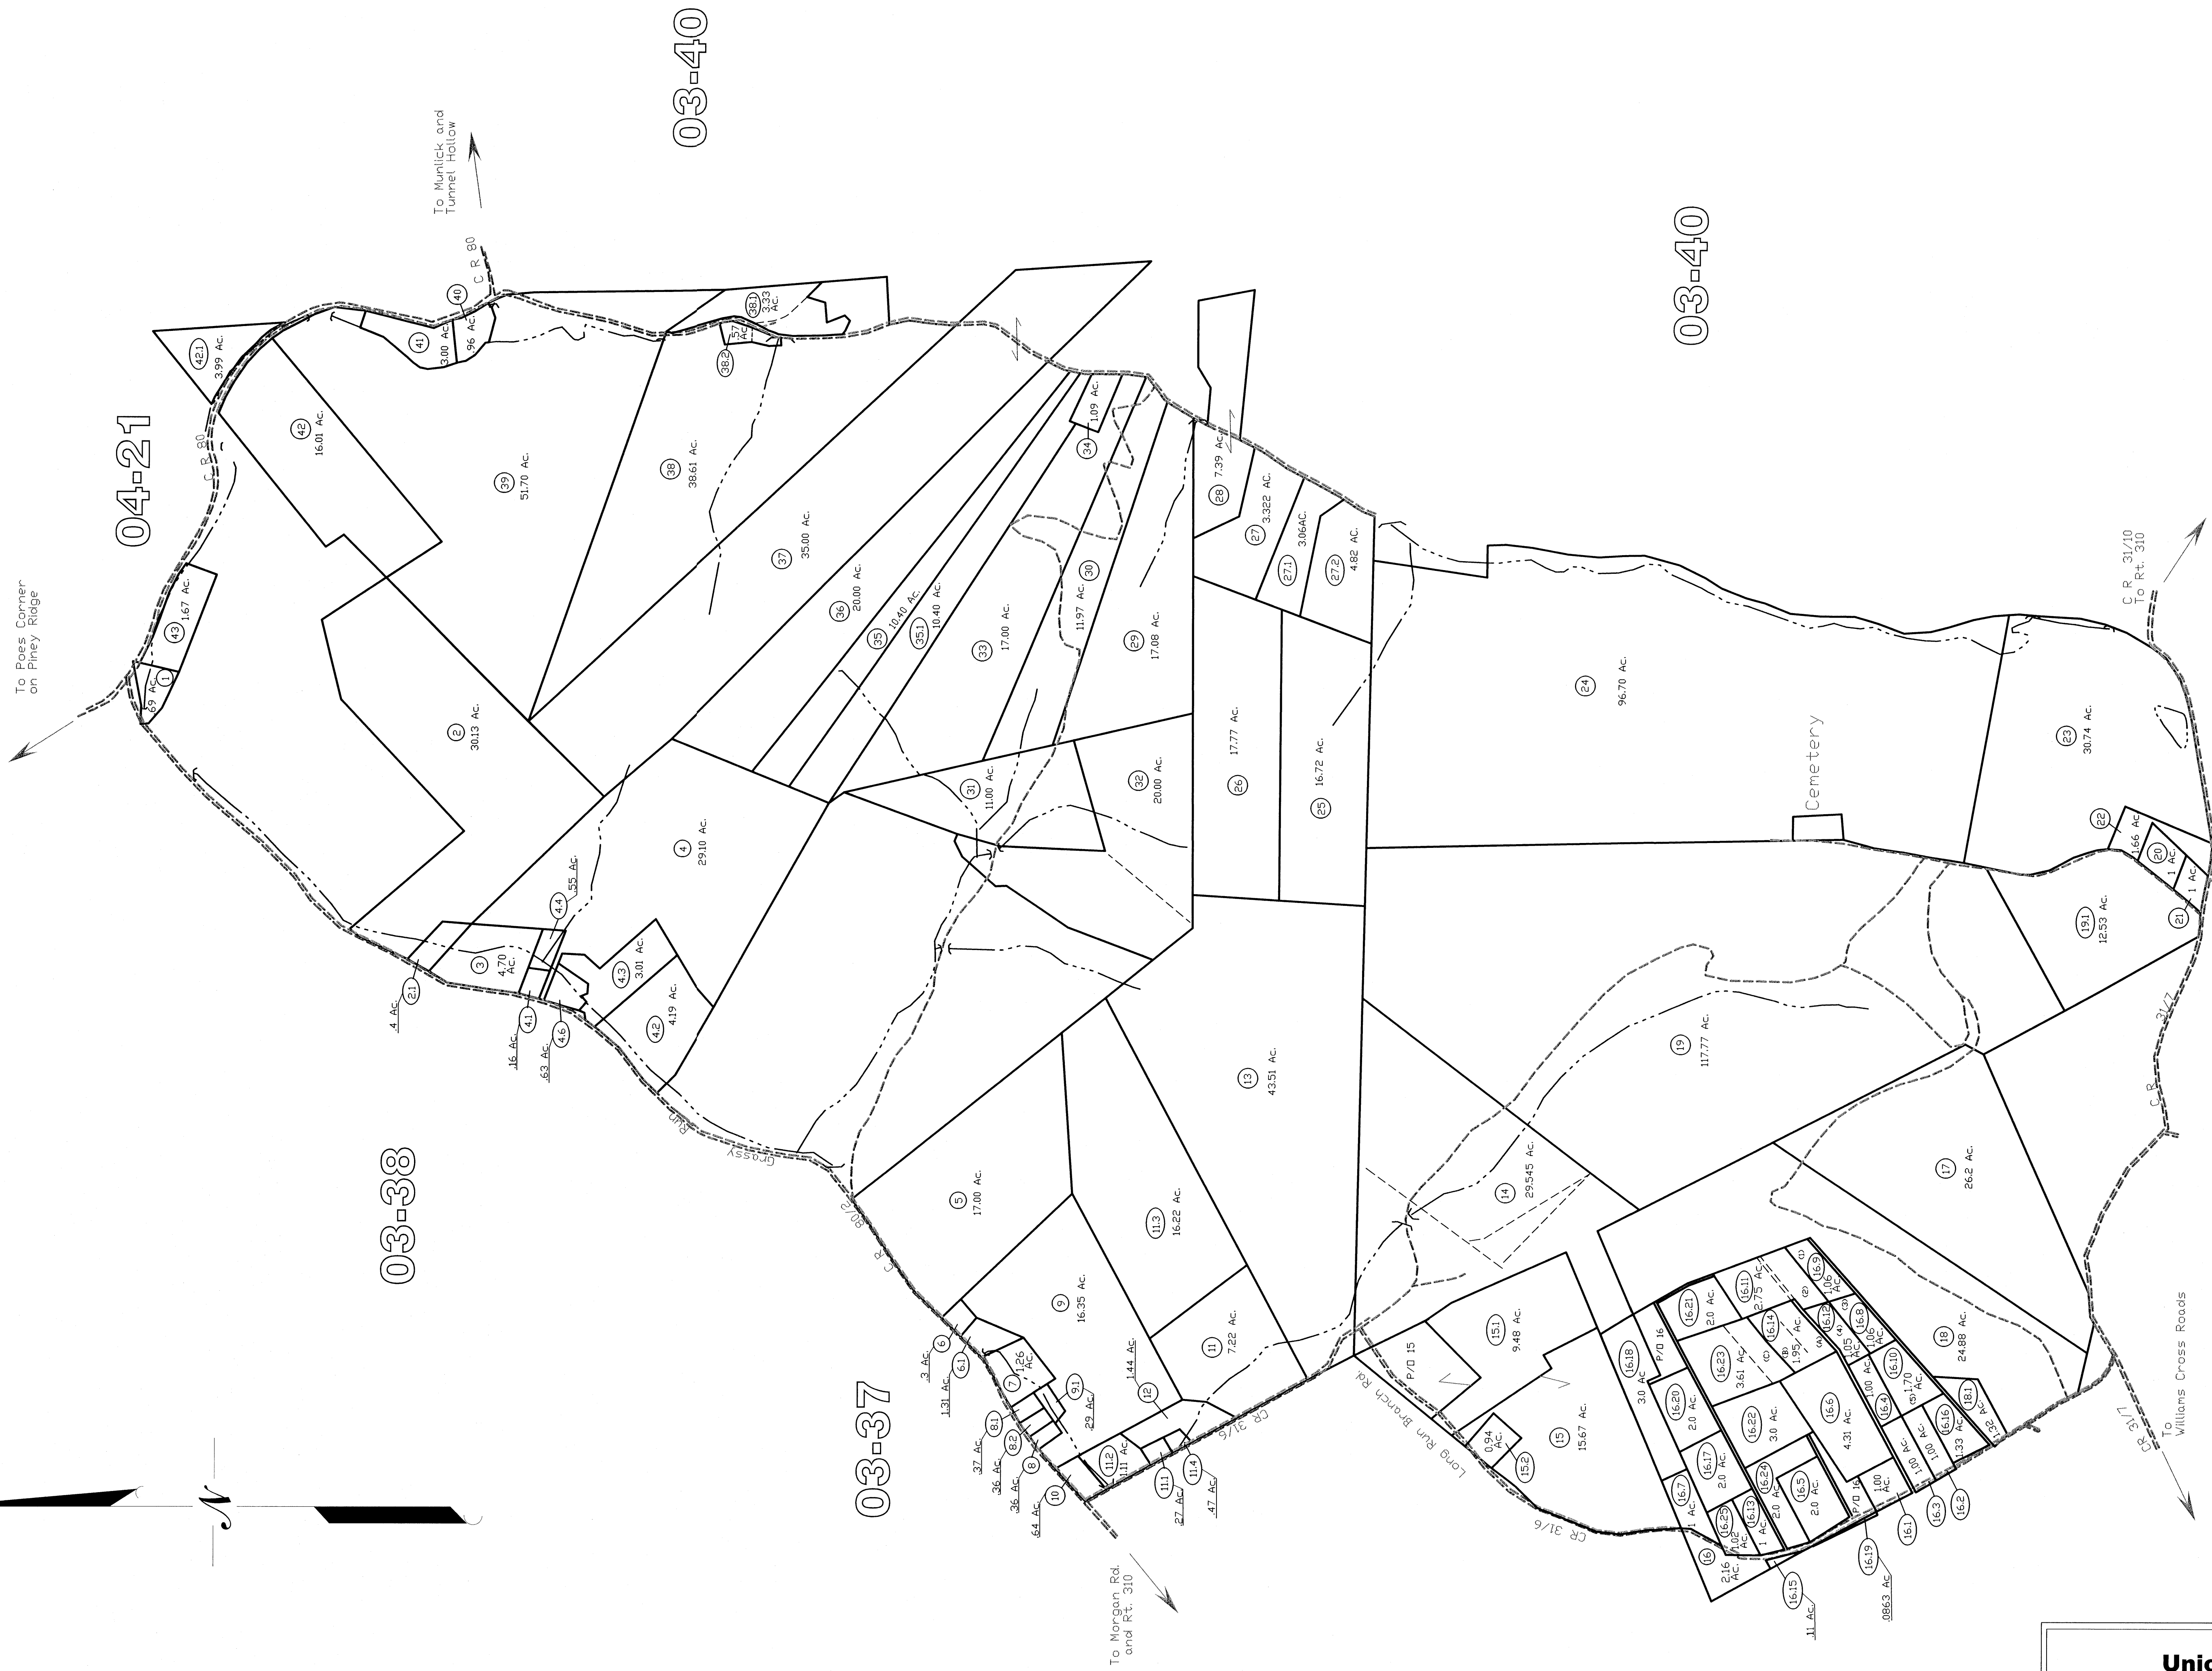 To Poes Corner
on Piney Ridge
04-21
03-40
To Munlick and
Tunnel Hollow
C R 80
C R 80
42.1
3.99 Ac.
42
16.01 Ac.
41
3.00 Ac.
40
.96 Ac.
43
1.67 Ac.
1
.69 Ac.
39
51.70 Ac.
38
38.61 Ac.
38.1
3.33
Ac.
38.2
.57
Ac.
37
35.00 Ac.
36
20.00 Ac.
35
10.40 Ac.
35.1
10.40 Ac.
34
1.09 Ac.
33
17.00 Ac.
30
11.97 Ac.
29
17.08 Ac.
28
7.39 Ac.
27
3.322 AC.
27.1
3.06AC.
27.2
4.82 AC.
03-40
2
30.13 Ac.
2.1
.4 Ac.
3
4.70
Ac.
4
29.10 Ac.
4.1
.16 Ac.
4.4
.55 Ac.
4.6
.63 Ac.
4.3
3.01 Ac.
4.2
4.19 Ac.
31
11.00 Ac.
32
20.00 Ac.
26
17.77 Ac.
25
16.72 Ac.
24
96.70 Ac.
Cemetery
23
30.74 Ac.
C R 31/10
To Rt. 310
22
1.66 Ac.
20
1 Ac.
21
1 Ac.
19.1
12.53 Ac.
19
117.77 Ac.
C R 31/7
03-38
Grassy Run
C R 80/2
5
17.00 Ac.
6
.3 Ac.
6.1
1.31 Ac.
7
1.26
Ac.
8.1
.37 Ac.
8.2
.36 Ac.
8
.36 Ac.
9
16.35 Ac.
9.1
.29 Ac.
10
.64 Ac.
11
7.22 Ac.
11.1
.27 Ac.
11.2
1.11 Ac.
11.3
16.22 Ac.
11.4
.47 Ac.
12
1.44 Ac.
13
43.51 Ac.
CR 31/6
03-37
N
To Morgan Rd.
and Rt. 310
14
29.545 Ac.
Long Run Branch Rd.
P/O 15
15.1
9.48 Ac.
15
15.67 Ac.
15.2
0.94
Ac.
CR 31/6
17
26.2 Ac.
18
24.88 Ac.
18.1
1.32 Ac.
16.18
3.0 Ac
P/O 16
16.21
2.0 Ac.
16.11
2.75 Ac.
16.9
1.06
Ac.
(1)
(2)
(3)
16.20
2.0 Ac.
16.23
3.61 Ac.
16.14
1.95 Ac.
16.12
1.05
Ac.
(4)
16.8
1.06
Ac.
16.10
1.70
Ac.
(5)
16.7
1 Ac.
16.17
2.0 Ac.
16.22
3.0 Ac.
16.6
4.31 Ac.
16.4
1.00 Ac.
16
2.16
Ac.
16.25
1.02
Ac.
16.13
1 Ac.
16.24
2.0 Ac.
16.5
2.0 Ac.
P/O 16
1.00
Ac.
1.00 Ac.
1.00 Ac.
16.16
1.33 Ac.
16.15
.11 Ac.
16.19
.0863 Ac
16.1
16.3
16.2
CR 31/7
To
Williams Cross Roads
Unio